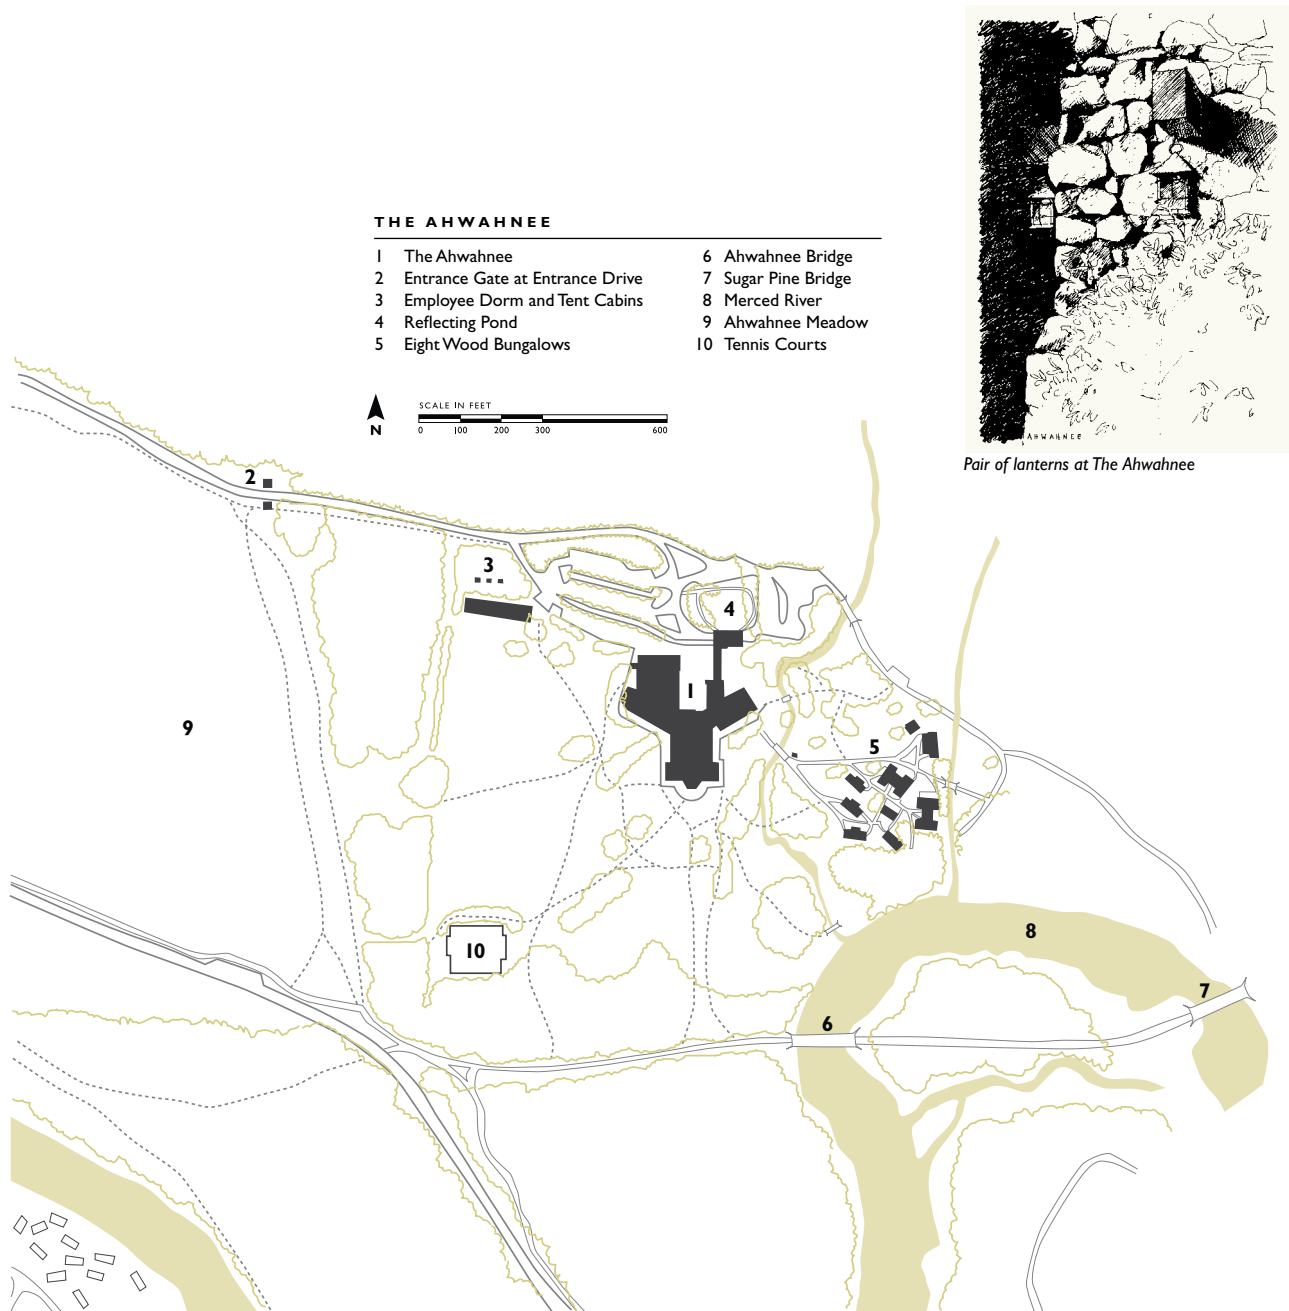 THE AHWAHNEE
1 The Ahwahnee
2 Entrance Gate at Entrance Drive
3 Employee Dorm and Tent Cabins
4 Reflecting Pond
5 Eight Wood Bungalows
6 Ahwahnee Bridge
7 Sugar Pine Bridge
8 Merced River
9 Ahwahnee Meadow
10 Tennis Courts
N
SCALE IN FEET
0 100 200 300 600
AHWAHNEE
Pair of lanterns at The Ahwahnee
2
3
4
1
9
5
8
10
7
6